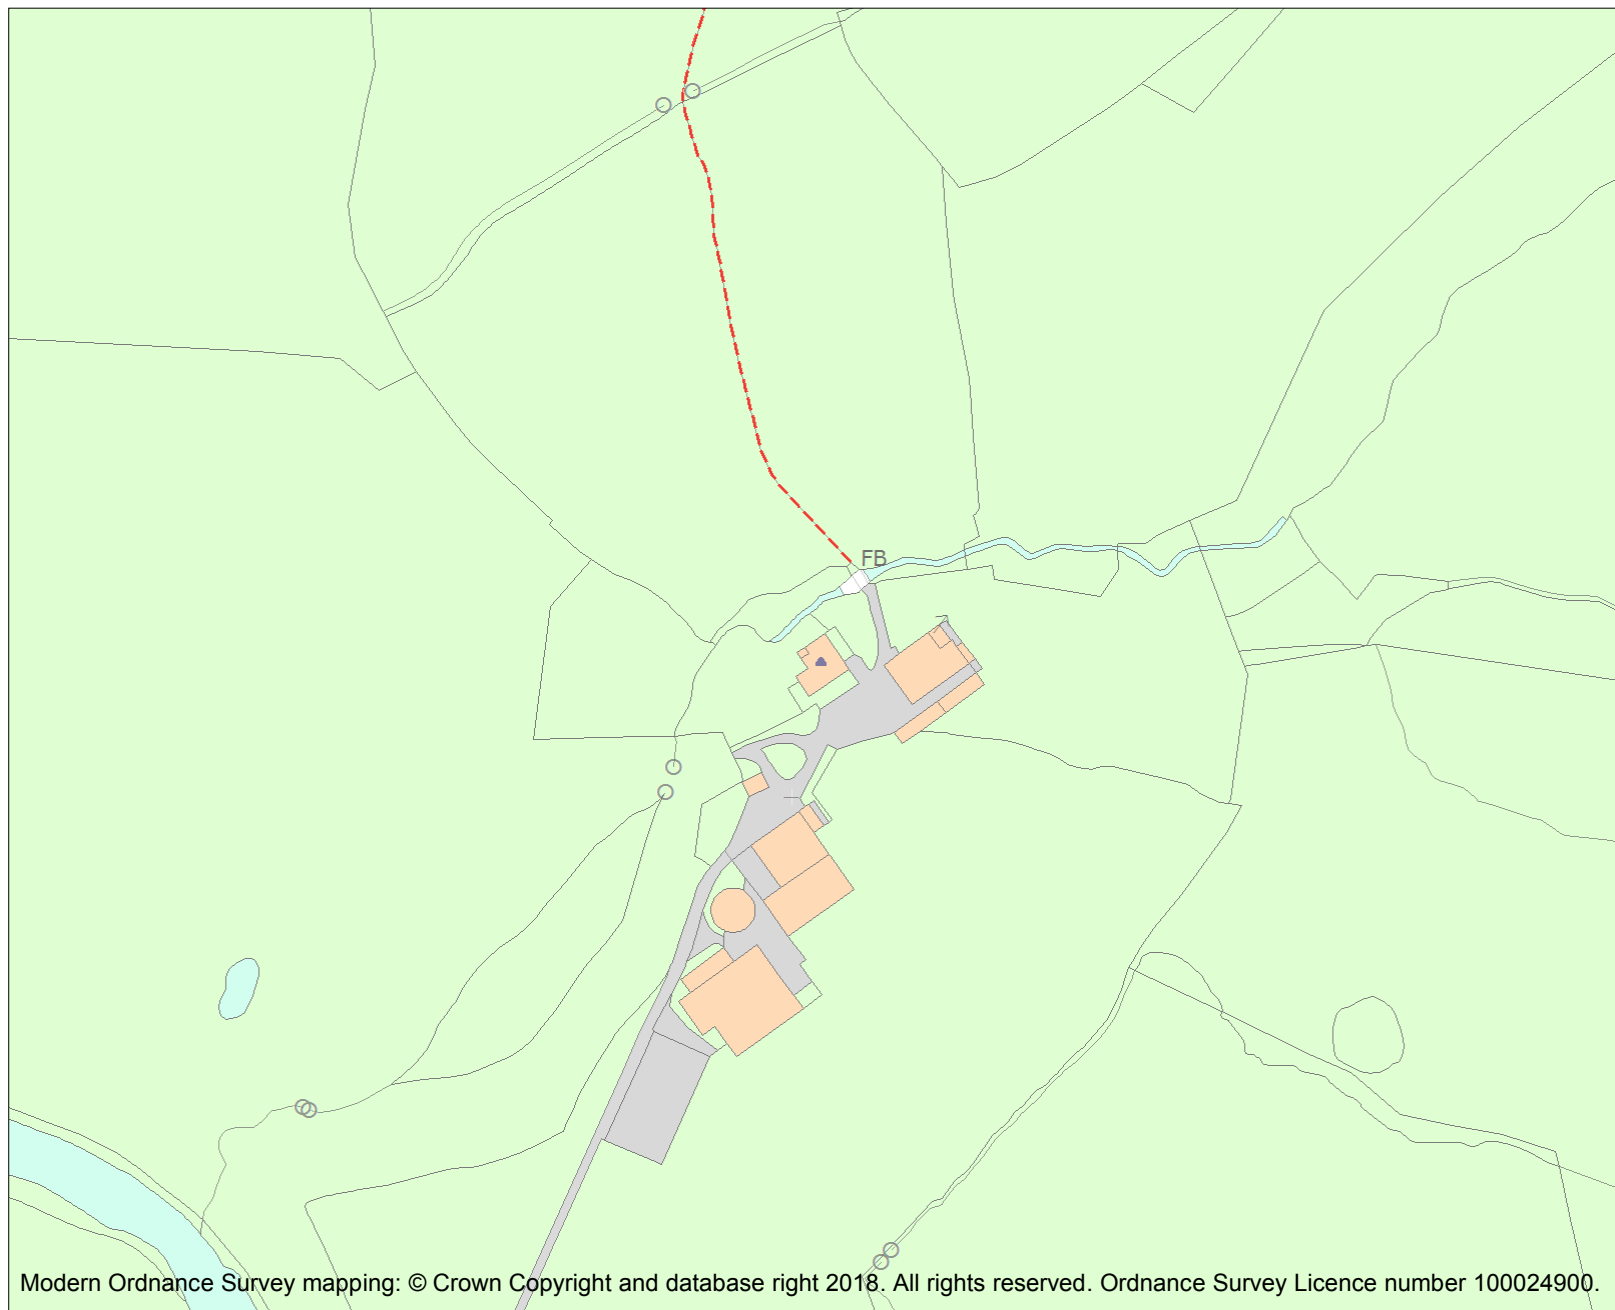 FB
Modern Ordnance Survey mapping: © Crown Copyright and database right 2018. All rights reserved. Ordnance Survey Licence number 100024900.